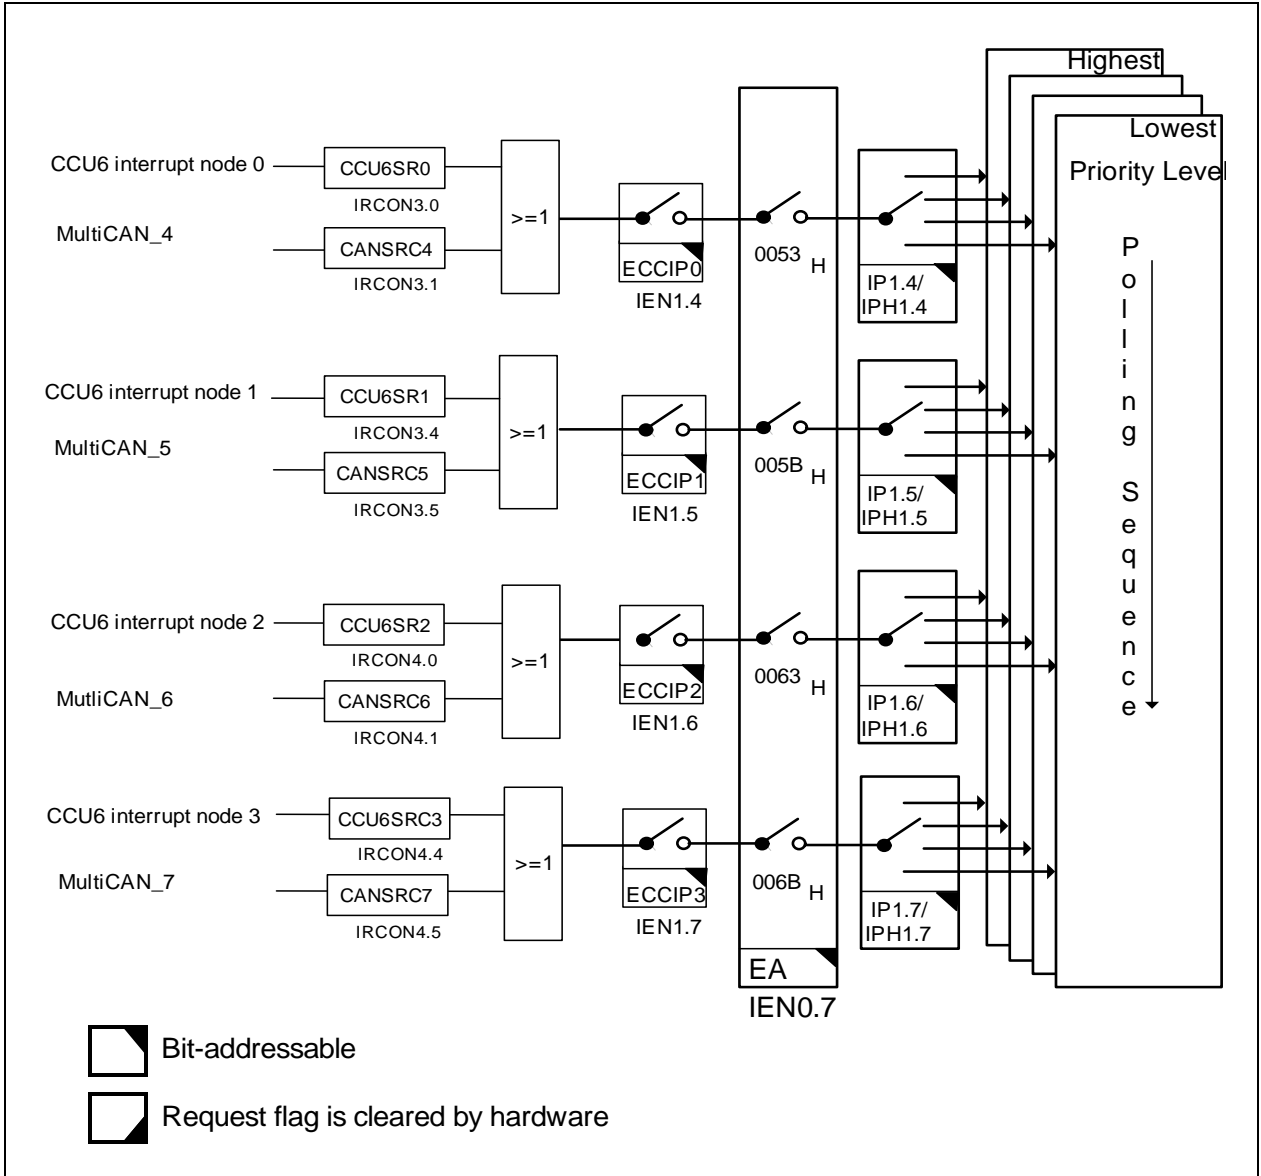 Highest
Lowest
Priority Level
CCU6 interrupt node 0
CCU6SR0
IRCON3.0
MultiCAN_4
CANSRC4
IRCON3.1
>=1
ECCIP0
IEN1.4
0053 H
IP1.4/
IPH1.4
CCU6 interrupt node 1
CCU6SR1
IRCON3.4
MultiCAN_5
CANSRC5
IRCON3.5
>=1
ECCIP1
IEN1.5
005B H
IP1.5/
IPH1.5
CCU6 interrupt node 2
CCU6SR2
IRCON4.0
MutliCAN_6
CANSRC6
IRCON4.1
>=1
ECCIP2
IEN1.6
0063 H
IP1.6/
IPH1.6
CCU6 interrupt node 3
CCU6SRC3
IRCON4.4
MultiCAN_7
CANSRC7
IRCON4.5
>=1
ECCIP3
IEN1.7
006B H
IP1.7/
IPH1.7
Polling Sequence
EA
IEN0.7
Bit-addressable
Request flag is cleared by hardware